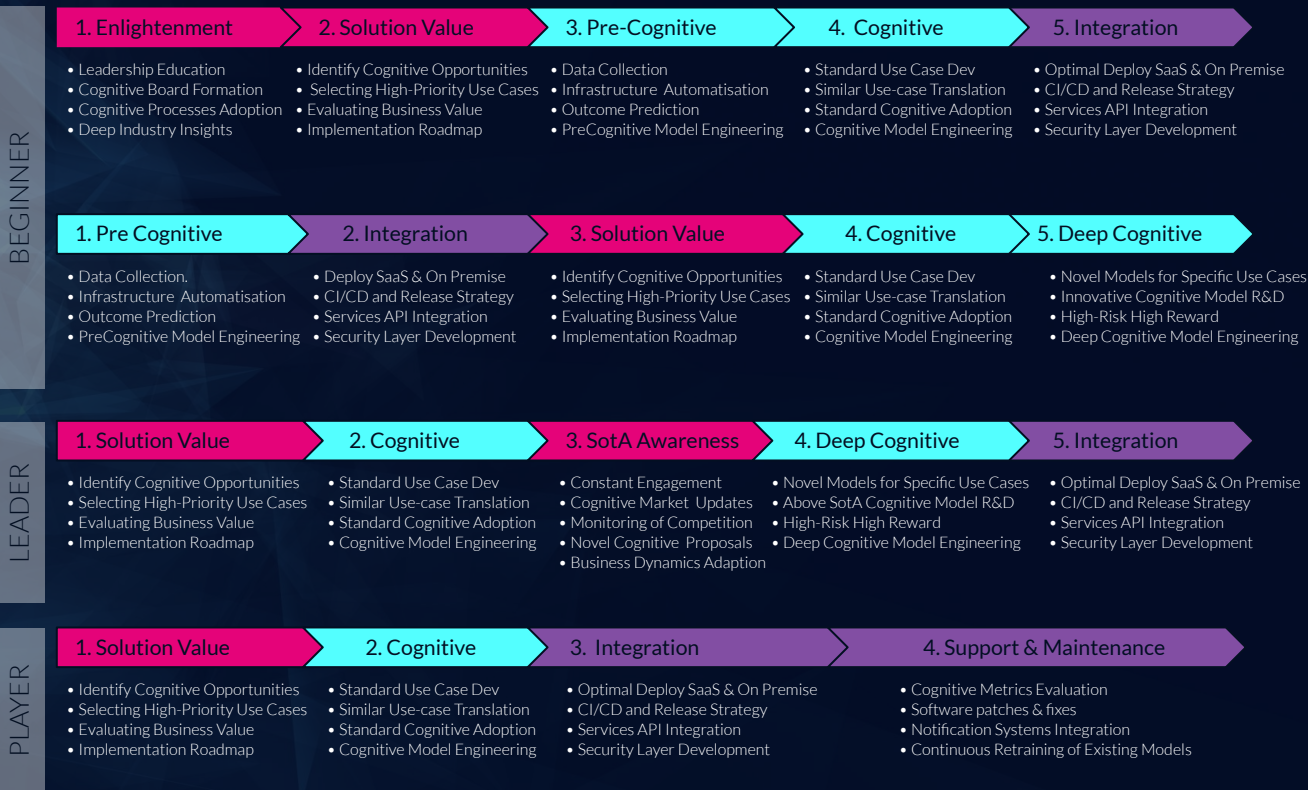 BEGINNER
1. Enlightenment
• Leadership Education
• Cognitive Board Formation
• Cognitive Processes Adoption
• Deep Industry Insights
2. Solution Value
• Identify Cognitive Opportunities
• Selecting High-Priority Use Cases
• Evaluating Business Value
• Implementation Roadmap
3. Pre-Cognitive
• Data Collection
• Infrastructure Automatisation
• Outcome Prediction
• PreCognitive Model Engineering
4. Cognitive
• Standard Use Case Dev
• Similar Use-case Translation
• Standard Cognitive Adoption
• Cognitive Model Engineering
5. Integration
• Optimal Deploy SaaS & On Premise
• CI/CD and Release Strategy
• Services API Integration
• Security Layer Development
1. Pre Cognitive
• Data Collection.
• Infrastructure Automatisation
• Outcome Prediction
• PreCognitive Model Engineering
2. Integration
• Deploy SaaS & On Premise
• CI/CD and Release Strategy
• Services API Integration
• Security Layer Development
3. Solution Value
• Identify Cognitive Opportunities
• Selecting High-Priority Use Cases
• Evaluating Business Value
• Implementation Roadmap
4. Cognitive
• Standard Use Case Dev
• Similar Use-case Translation
• Standard Cognitive Adoption
• Cognitive Model Engineering
5. Deep Cognitive
• Novel Models for Specific Use Cases
• Innovative Cognitive Model R&D
• High-Risk High Reward
• Deep Cognitive Model Engineering
LEADER
1. Solution Value
• Identify Cognitive Opportunities
• Selecting High-Priority Use Cases
• Evaluating Business Value
• Implementation Roadmap
2. Cognitive
• Standard Use Case Dev
• Similar Use-case Translation
• Standard Cognitive Adoption
• Cognitive Model Engineering
3. SotA Awareness
• Constant Engagement
• Cognitive Market Updates
• Monitoring of Competition
• Novel Cognitive Proposals
• Business Dynamics Adaption
4. Deep Cognitive
• Novel Models for Specific Use Cases
• Above SotA Cognitive Model R&D
• High-Risk High Reward
• Deep Cognitive Model Engineering
5. Integration
• Optimal Deploy SaaS & On Premise
• CI/CD and Release Strategy
• Services API Integration
• Security Layer Development
PLAYER
1. Solution Value
• Identify Cognitive Opportunities
• Selecting High-Priority Use Cases
• Evaluating Business Value
• Implementation Roadmap
2. Cognitive
• Standard Use Case Dev
• Similar Use-case Translation
• Standard Cognitive Adoption
• Cognitive Model Engineering
3. Integration
• Optimal Deploy SaaS & On Premise
• CI/CD and Release Strategy
• Services API Integration
• Security Layer Development
4. Support & Maintenance
• Cognitive Metrics Evaluation
• Software patches & fixes
• Notification Systems Integration
• Continuous Retraining of Existing Models